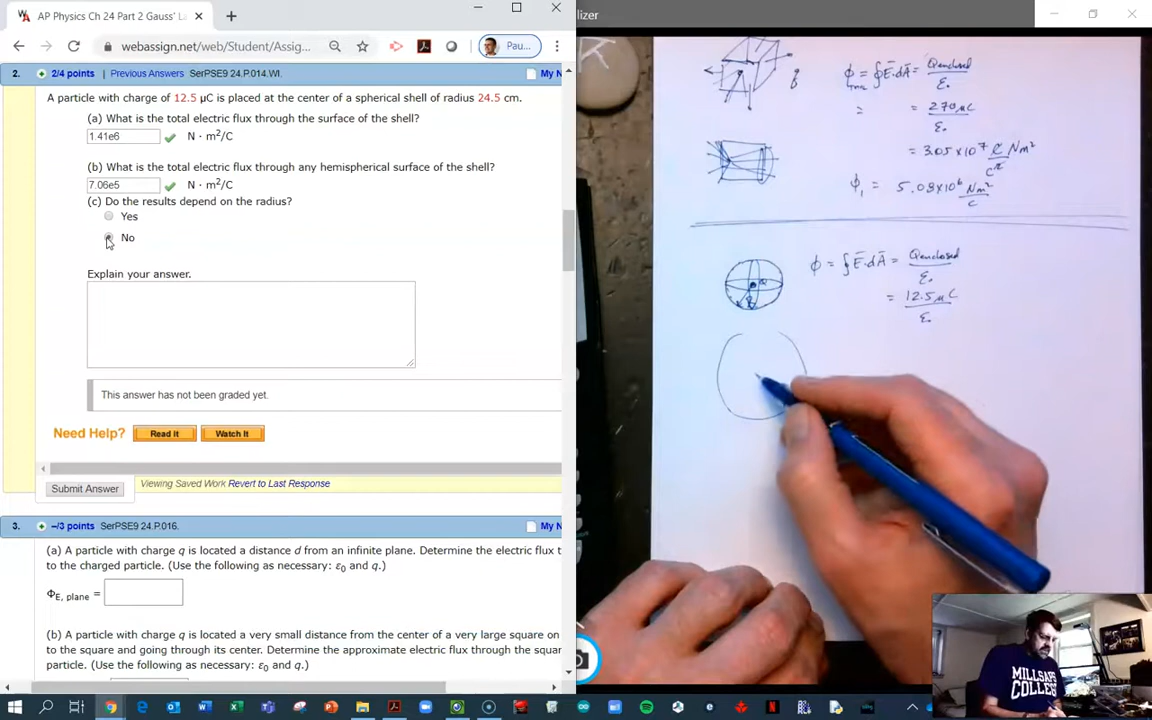 AP Physics Ch 24 Part 2 Gauss' La
lizer
webassign.net/web/Student/Assig...
Pau...
2. 2/4 points | Previous Answers SerPSE9 24.P.014.WI. My N
A particle with charge of 12.5 µC is placed at the center of a spherical shell of radius 24.5 cm.
(a) What is the total electric flux through the surface of the shell?
1.41e6 N · m²/C
(b) What is the total electric flux through any hemispherical surface of the shell?
7.06e5 N · m²/C
(c) Do the results depend on the radius?
Yes
No
Explain your answer.
This answer has not been graded yet.
Need Help? Read It Watch It
Submit Answer Viewing Saved Work Revert to Last Response
3. –/3 points SerPSE9 24.P.016. My N
(a) A particle with charge q is located a distance d from an infinite plane. Determine the electric flux t
to the charged particle. (Use the following as necessary: ε₀ and q.)
Φ_E, plane =
(b) A particle with charge q is located a very small distance from the center of a very large square on
to the square and going through its center. Determine the approximate electric flux through the squar
particle. (Use the following as necessary: ε₀ and q.)
ϕ = ∮E̅·dA̅ = Qenclosed / ε₀
= 270µC / ε₀
= 3.05×10⁷ Nm²
ϕ₁ = 5.08×10⁶ Nm²/C
ϕ = ∮E̅·dA̅ = Qenclosed / ε₀
= 12.5µC / ε₀
MILLSAPS
COLLEGE